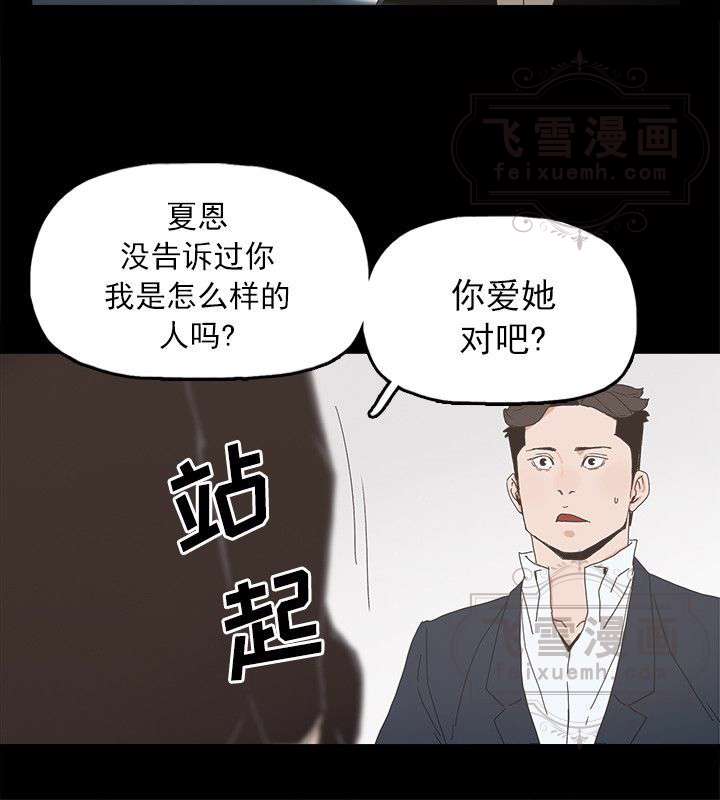 飞雪漫画
feixuemh.com
夏恩
没告诉过你
我是怎么样的
人吗?
你爱她
对吧?
站
起
飞雪漫画
feixuemh.com